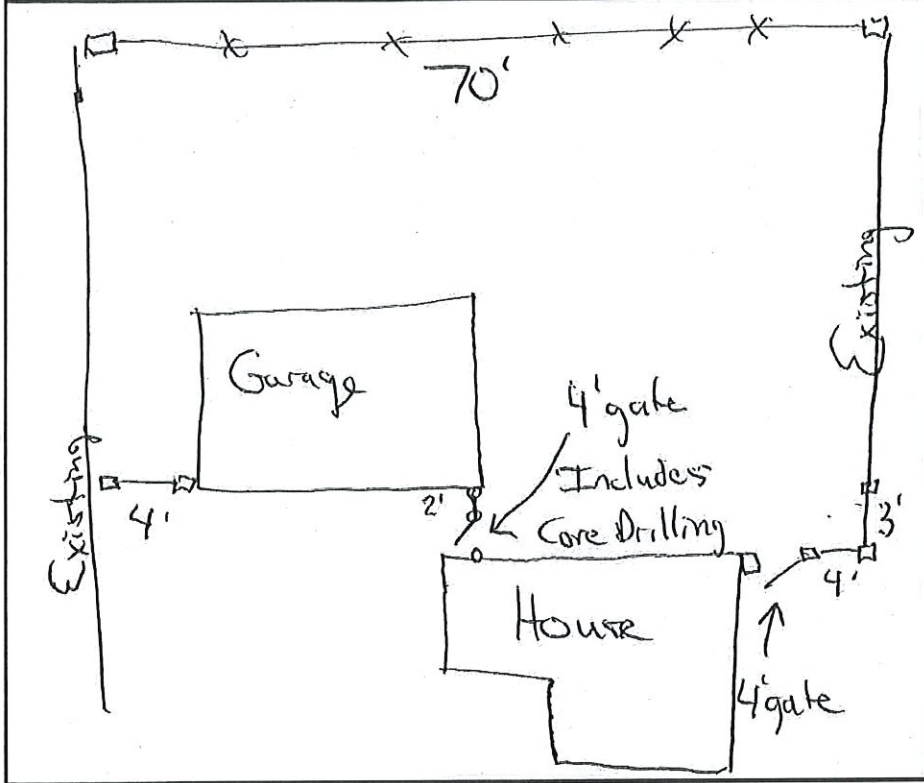 70'
Existing
Garage
4' gate
Includes
Core Drilling
2'
Existing
4'
3'
4'
House
4' gate